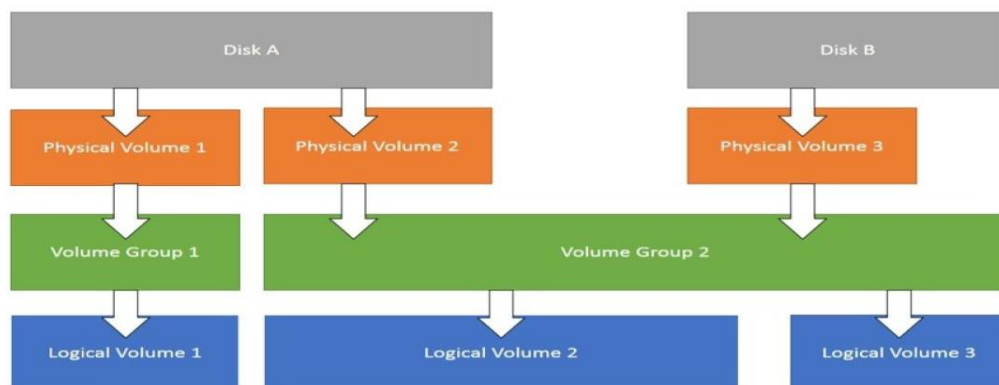 Disk A
Disk B
Physical Volume 1
Physical Volume 2
Physical Volume 3
Volume Group 1
Volume Group 2
Logical Volume 1
Logical Volume 2
Logical Volume 3